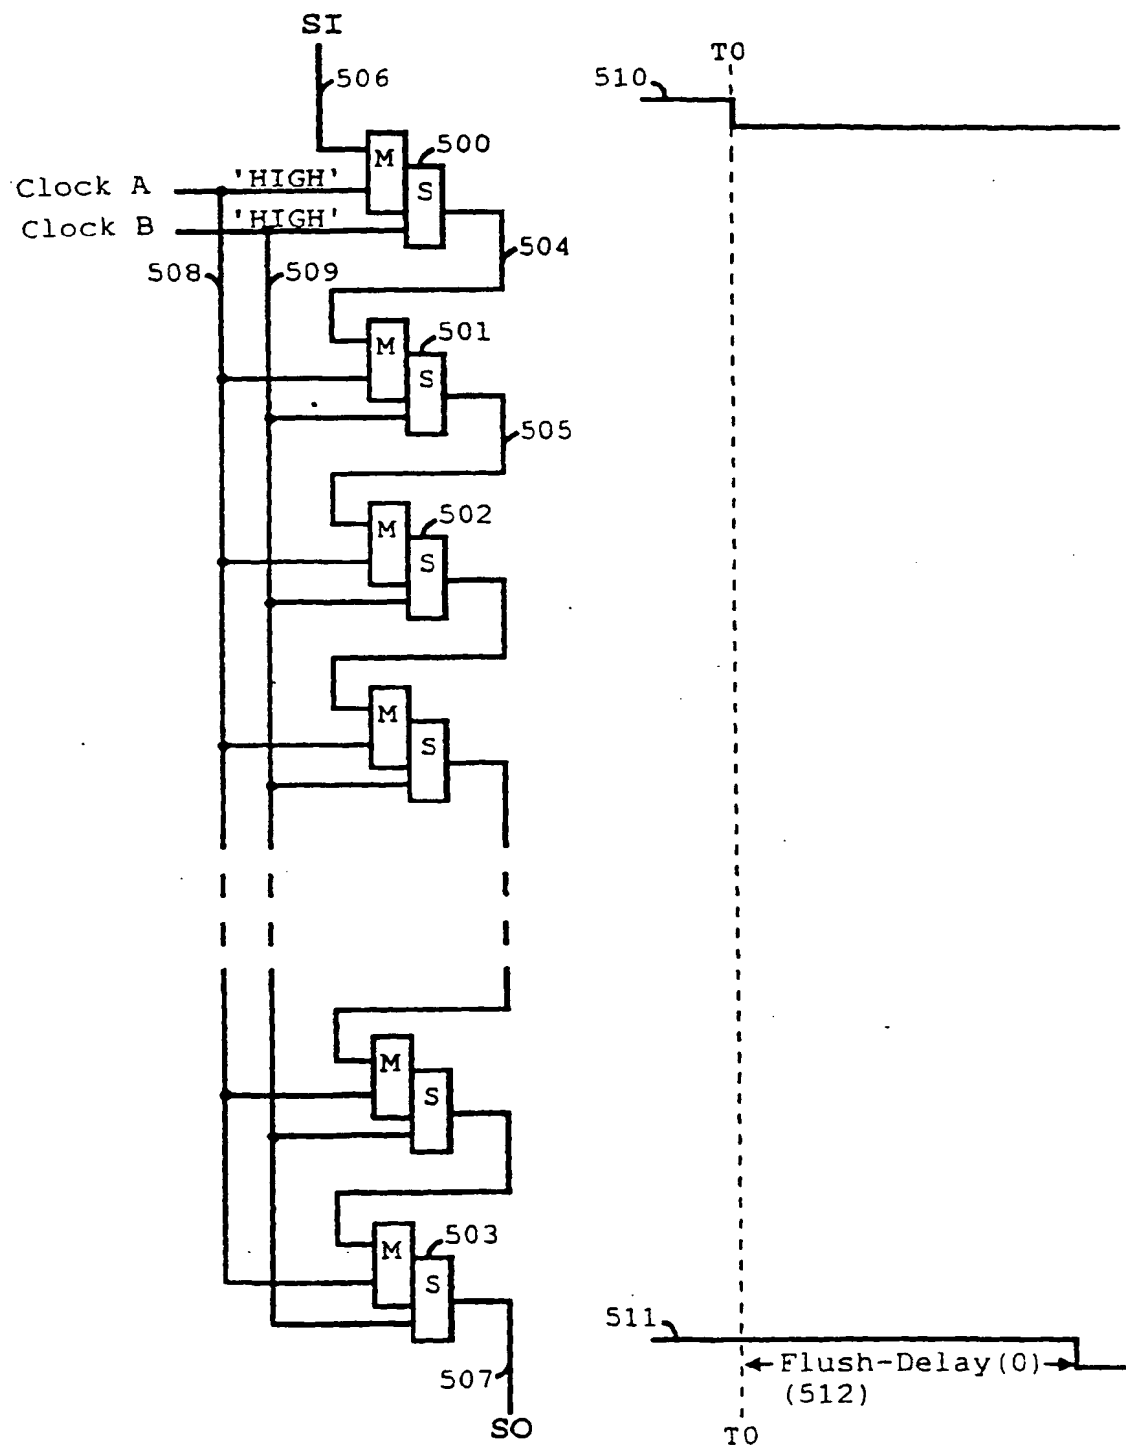 SI
506
T0
510
M
500
S
Clock A
'HIGH'
Clock B
'HIGH'
504
508
509
M
501
S
505
M
502
S
M
S
M
S
M
503
S
511
Flush-Delay(0)
(512)
507
SO
T0